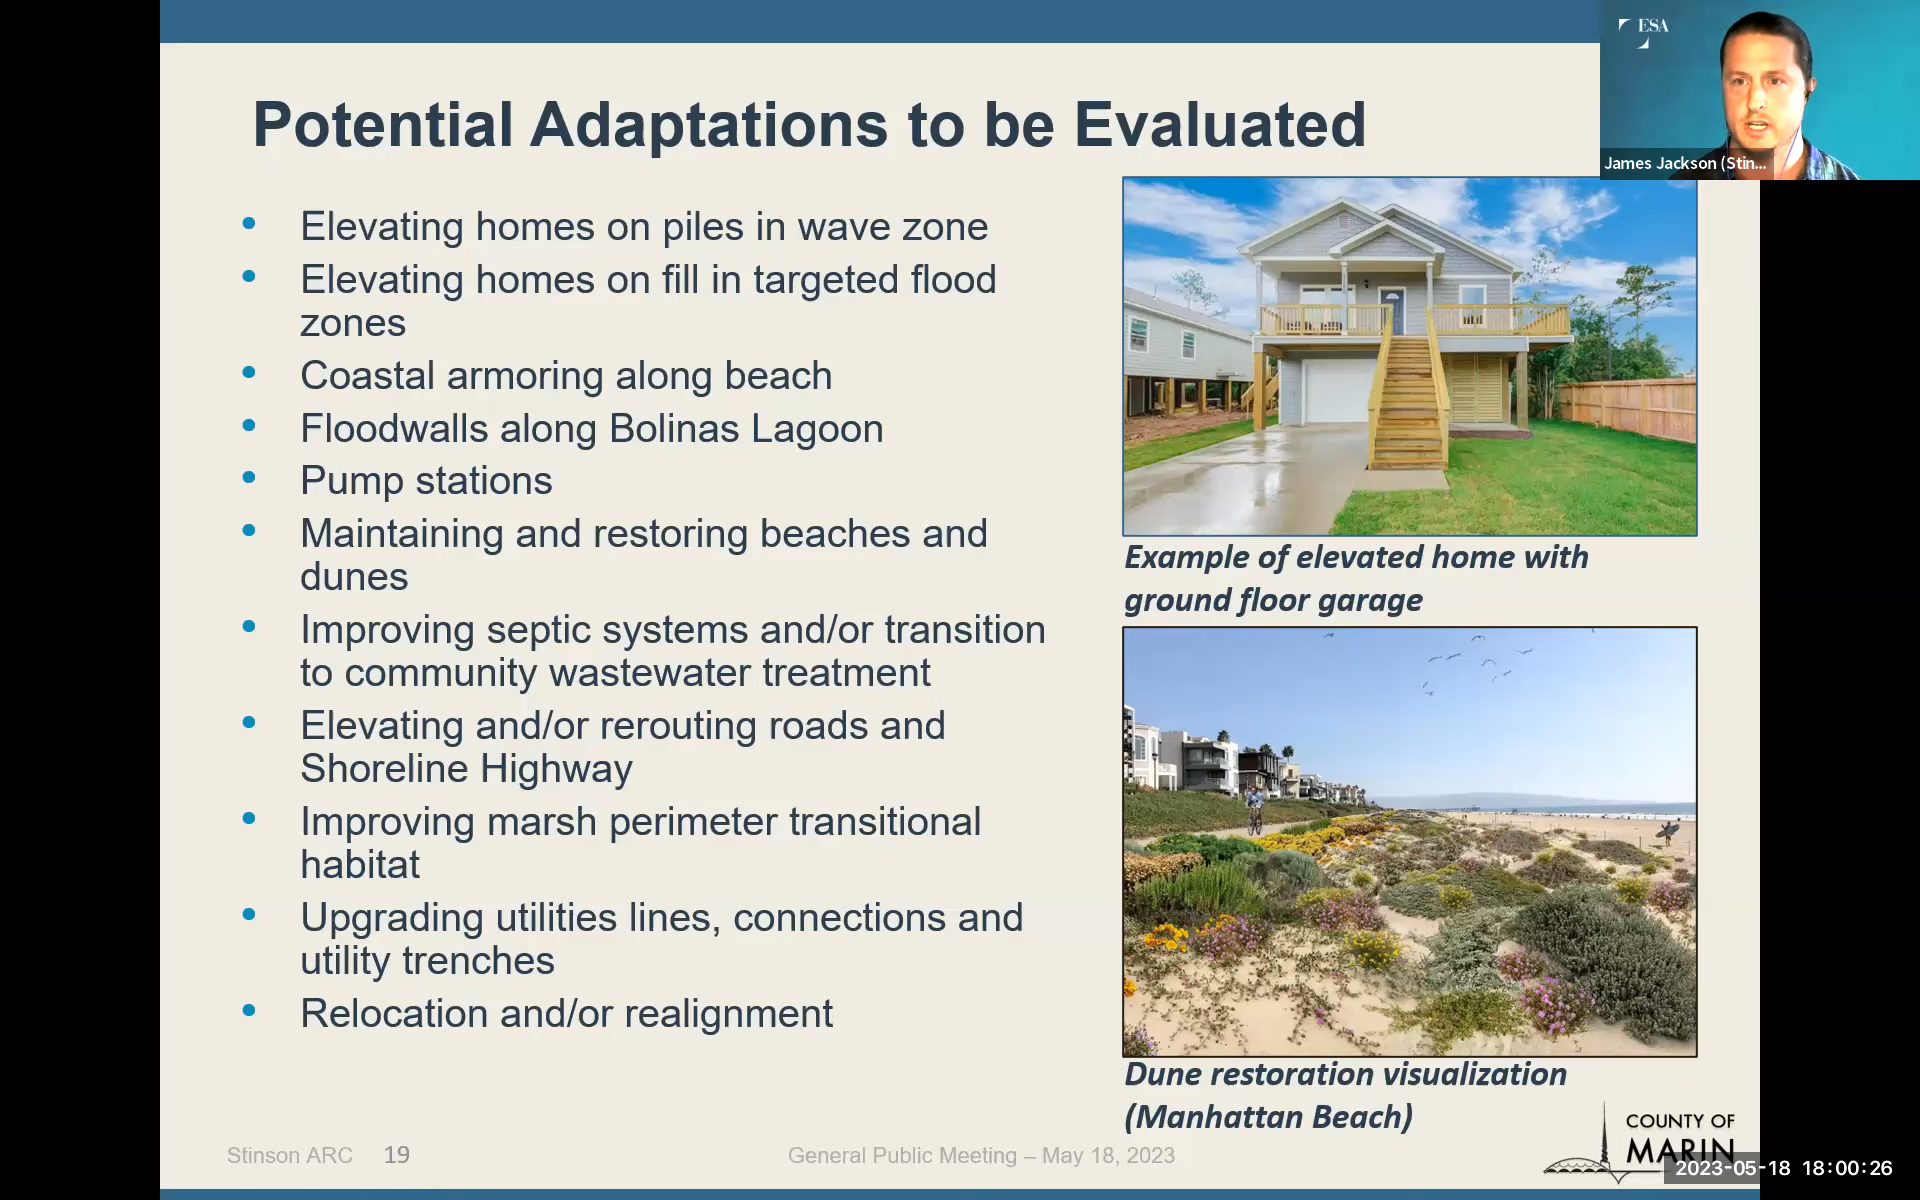 ESA
James Jackson (Stin...
Potential Adaptations to be Evaluated
• Elevating homes on piles in wave zone
• Elevating homes on fill in targeted flood
zones
• Coastal armoring along beach
• Floodwalls along Bolinas Lagoon
• Pump stations
• Maintaining and restoring beaches and
dunes
• Improving septic systems and/or transition
to community wastewater treatment
• Elevating and/or rerouting roads and
Shoreline Highway
• Improving marsh perimeter transitional
habitat
• Upgrading utilities lines, connections and
utility trenches
• Relocation and/or realignment
Example of elevated home with
ground floor garage
Dune restoration visualization
(Manhattan Beach)
Stinson ARC 19
General Public Meeting – May 18, 2023
COUNTY OF
MARIN
2023-05-18 18:00:26